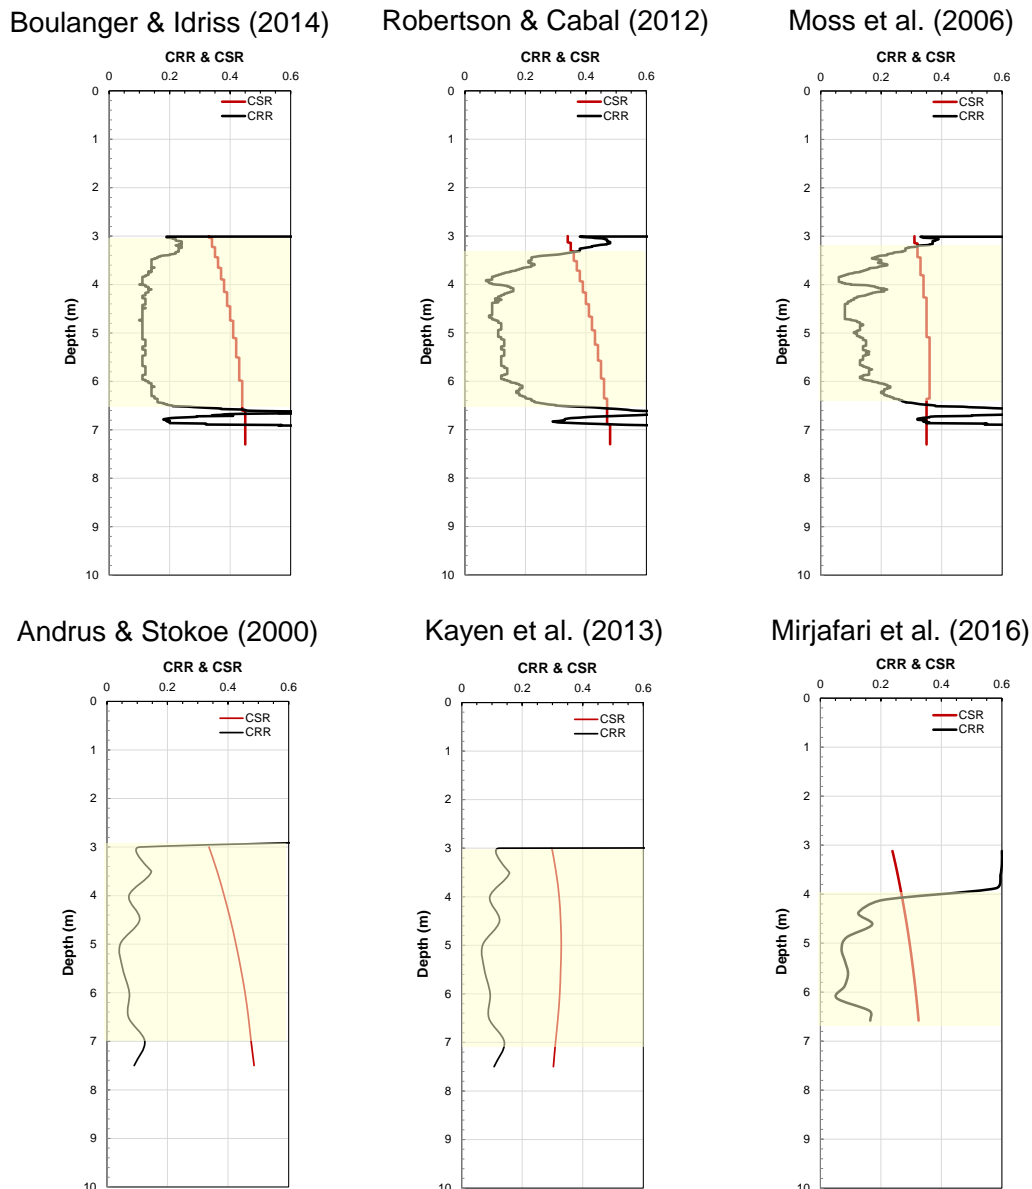 Boulanger & Idriss (2014)
CRR & CSR
0 0.2 0.4 0.6
0
1
2
3
4
5
6
7
8
9
10
Depth (m)
CSR
CRR
Robertson & Cabal (2012)
CRR & CSR
0 0.2 0.4 0.6
0
1
2
3
4
5
6
7
8
9
10
Depth (m)
CSR
CRR
Moss et al. (2006)
CRR & CSR
0 0.2 0.4 0.6
0
1
2
3
4
5
6
7
8
9
10
Depth (m)
CSR
CRR
Andrus & Stokoe (2000)
CRR & CSR
0 0.2 0.4 0.6
0
1
2
3
4
5
6
7
8
9
10
Depth (m)
CSR
CRR
Kayen et al. (2013)
CRR & CSR
0 0.2 0.4 0.6
0
1
2
3
4
5
6
7
8
9
10
Depth (m)
CSR
CRR
Mirjafari et al. (2016)
CRR & CSR
0 0.2 0.4 0.6
0
1
2
3
4
5
6
7
8
9
10
Depth (m)
CSR
CRR